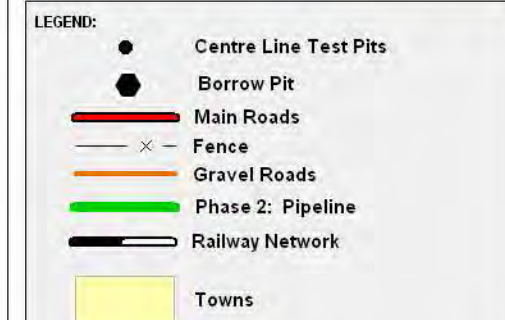 LEGEND:
Centre Line Test Pits
Borrow Pit
Main Roads
Fence
Gravel Roads
Phase 2: Pipeline
Railway Network
Towns